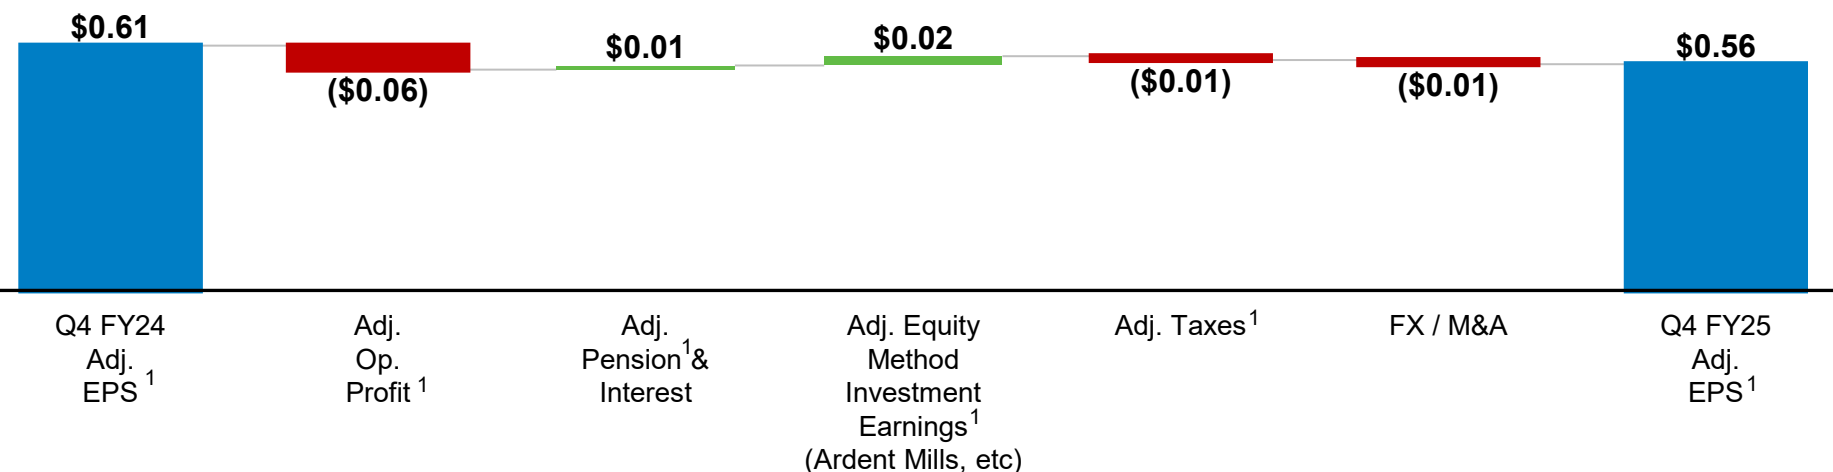 $0.61
($0.06)
$0.01
$0.02
($0.01)
($0.01)
$0.56
Q4 FY24
Adj.
EPS 1
Adj.
Op.
Profit 1
Adj.
Pension1&
Interest
Adj. Equity
Method
Investment
Earnings1
(Ardent Mills, etc)
Adj. Taxes1
FX / M&A
Q4 FY25
Adj.
EPS1